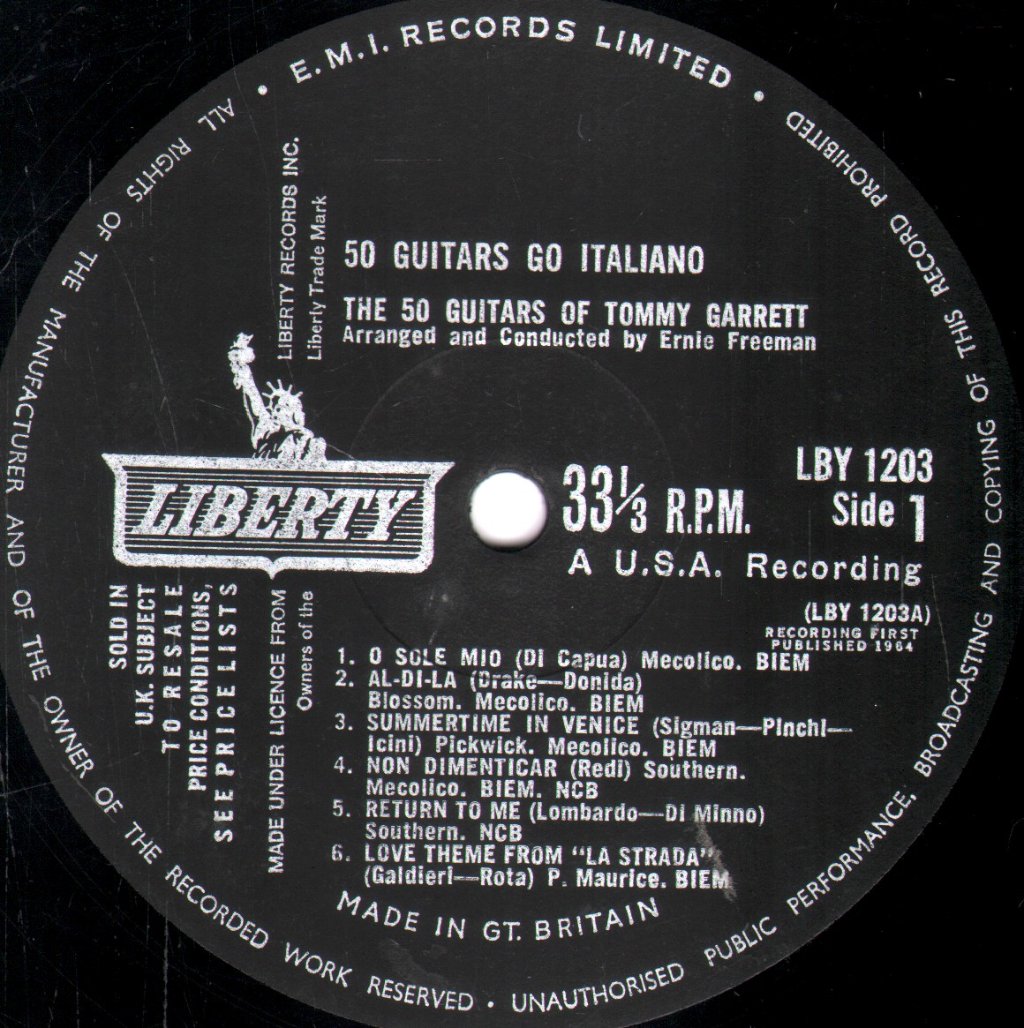 E.M.I. RECORDS LIMITED
ALL RIGHTS OF THE MANUFACTURER AND OF THE OWNER OF THE RECORDED WORK RESERVED • UNAUTHORISED PUBLIC PERFORMANCE, BROADCASTING AND COPYING OF THIS RECORD PROHIBITED
LIBERTY RECORDS INC.
Liberty Trade Mark
50 GUITARS GO ITALIANO
THE 50 GUITARS OF TOMMY GARRETT
Arranged and Conducted by Ernie Freeman
LIBERTY
33⅓ R.P.M.
LBY 1203
Side 1
A U.S.A. Recording
(LBY 1203A)
RECORDING FIRST
PUBLISHED 1964
SOLD IN
U.K. SUBJECT
TO RESALE
PRICE CONDITIONS,
SEE PRICE LISTS
MADE UNDER LICENCE FROM
Owners of the
1. O SOLE MIO (Di Capua) Mecolico. BIEM
2. AL-DI-LA (Drake—Donida)
Blossom. Mecolico. BIEM
3. SUMMERTIME IN VENICE (Sigman—Pinchi—
Icini) Pickwick. Mecolico. BIEM
4. NON DIMENTICAR (Redi) Southern.
Mecolico. BIEM. NCB
5. RETURN TO ME (Lombardo—Di Minno)
Southern. NCB
6. LOVE THEME FROM "LA STRADA"
(Galdieri—Rota) P. Maurice. BIEM
MADE IN GT. BRITAIN